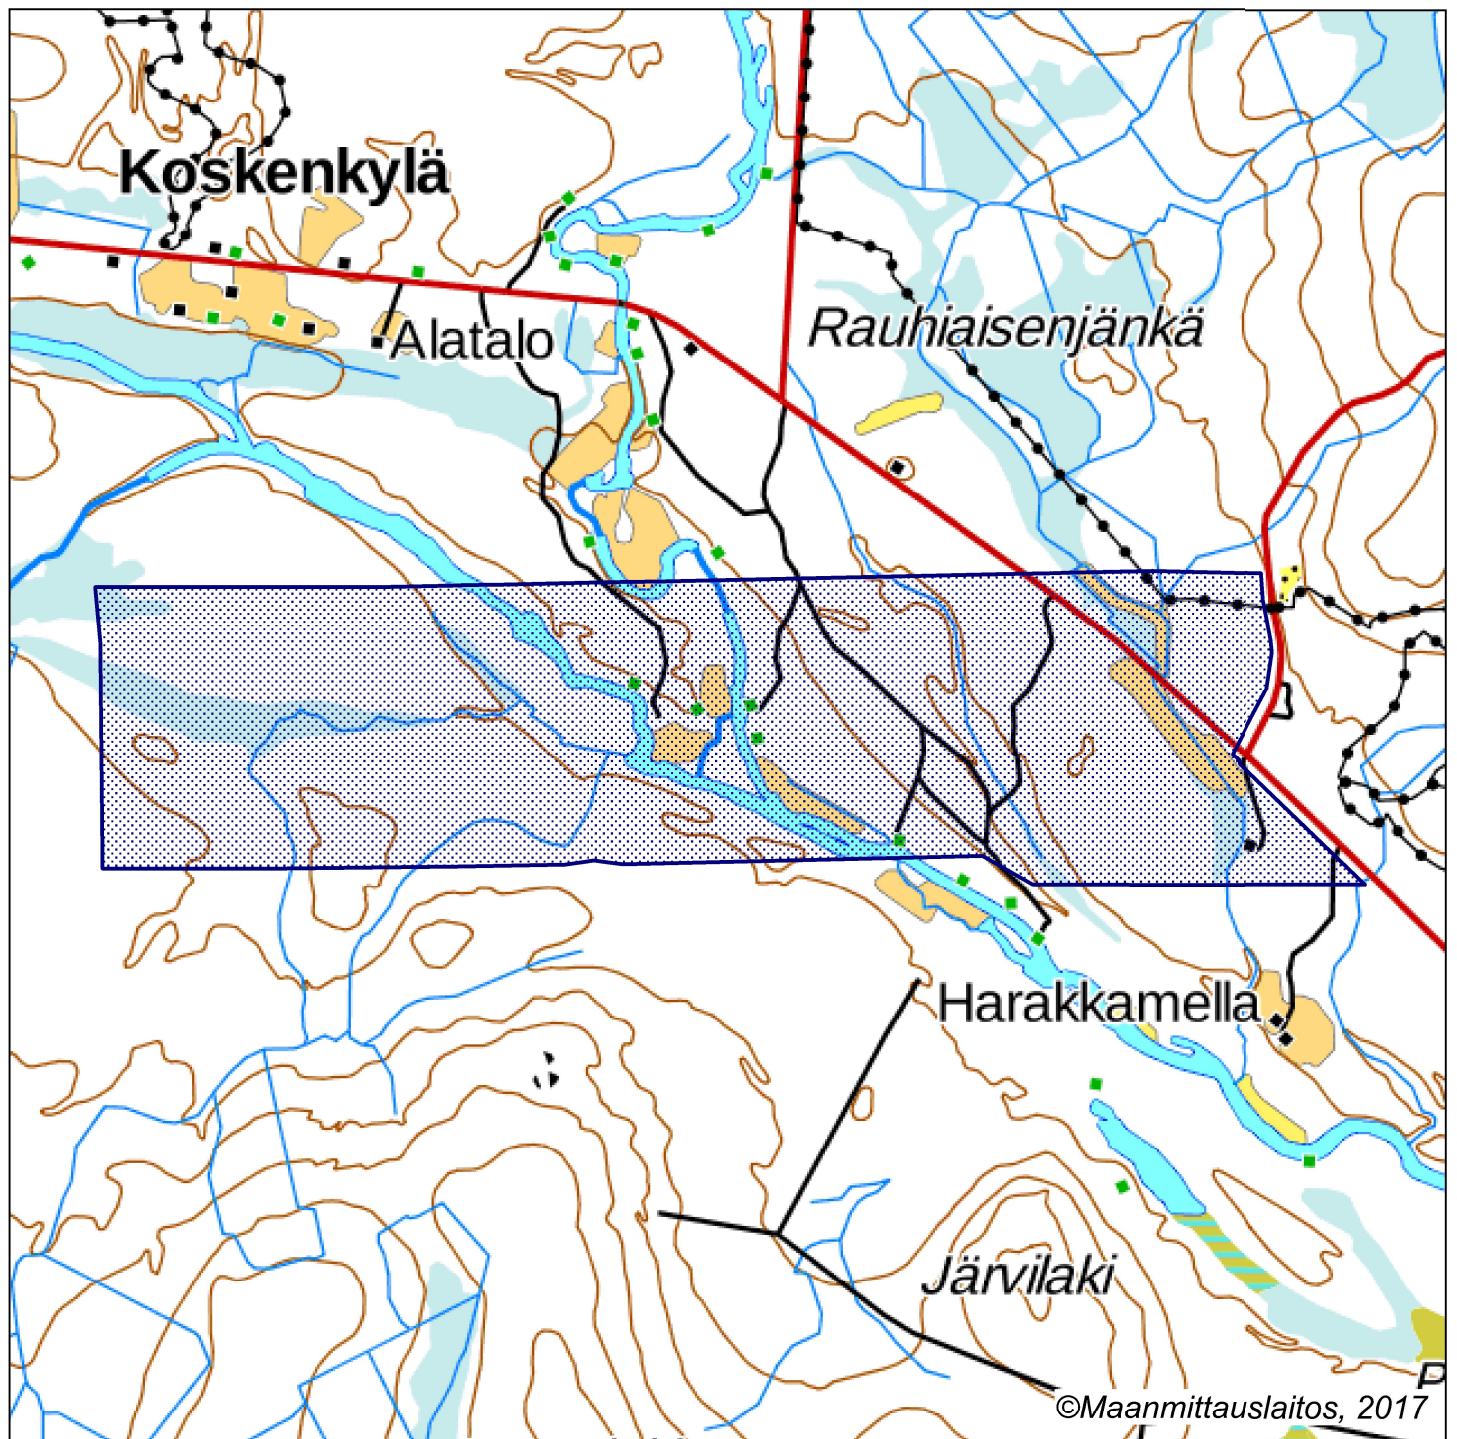 Koskenkylä
Rauhiaisenjänkä
Alatalo
Harakkamella
Järvilaki
P
©Maanmittauslaitos, 2017